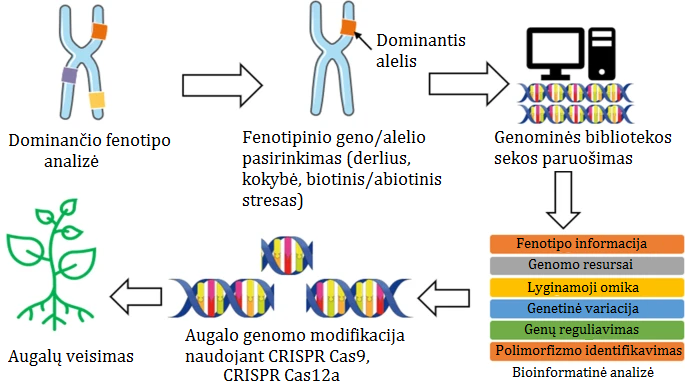 Dominančio fenotipo
analizė
Dominantis
alelis
Fenotipinio geno/alelio
pasirinkimas (derlius,
kokybė, biotinis/abiotinis
stresas)
Genominės bibliotekos
sekos paruošimas
Fenotipo informacija
Genomo resursai
Lyginamoji omika
Genetinė variacija
Genų reguliavimas
Polimorfizmo identifikavimas
Bioinformatinė analizė
Augalo genomo modifikacija
naudojant CRISPR Cas9,
CRISPR Cas12a
Augalų veisimas